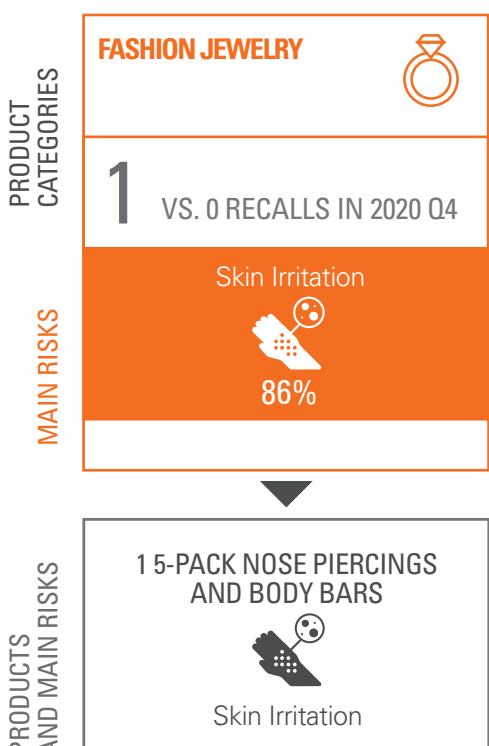 PRODUCT
CATEGORIES
FASHION JEWELRY
1 VS. 0 RECALLS IN 2020 Q4
MAIN RISKS
Skin Irritation
86%
PRODUCTS
AND MAIN RISKS
1 5-PACK NOSE PIERCINGS
AND BODY BARS
Skin Irritation